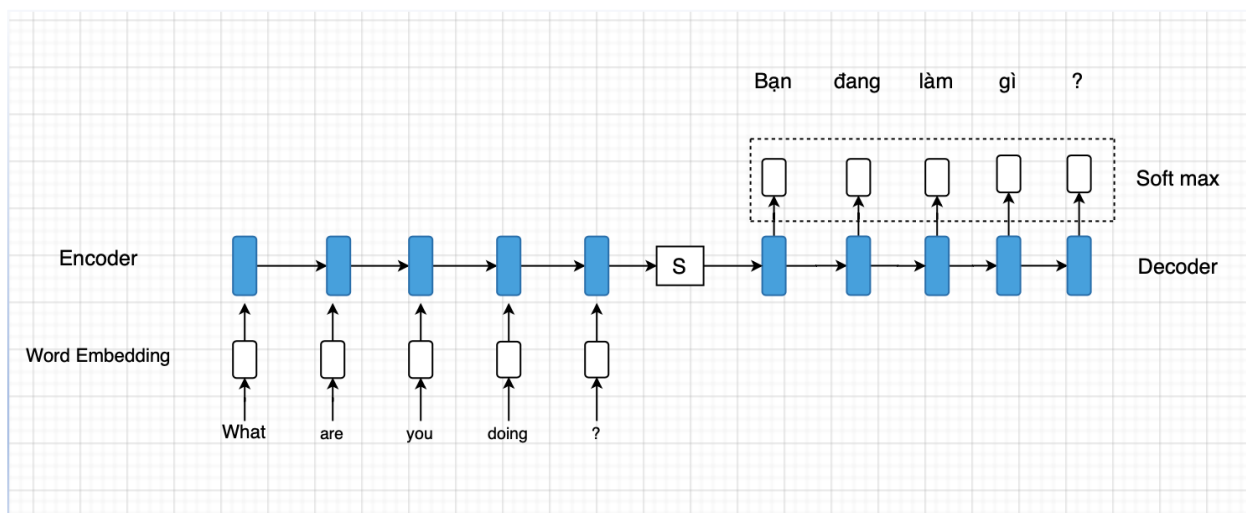 Bạn đang làm gì ?
Soft max
Encoder
S
Decoder
Word Embedding
What are you doing ?